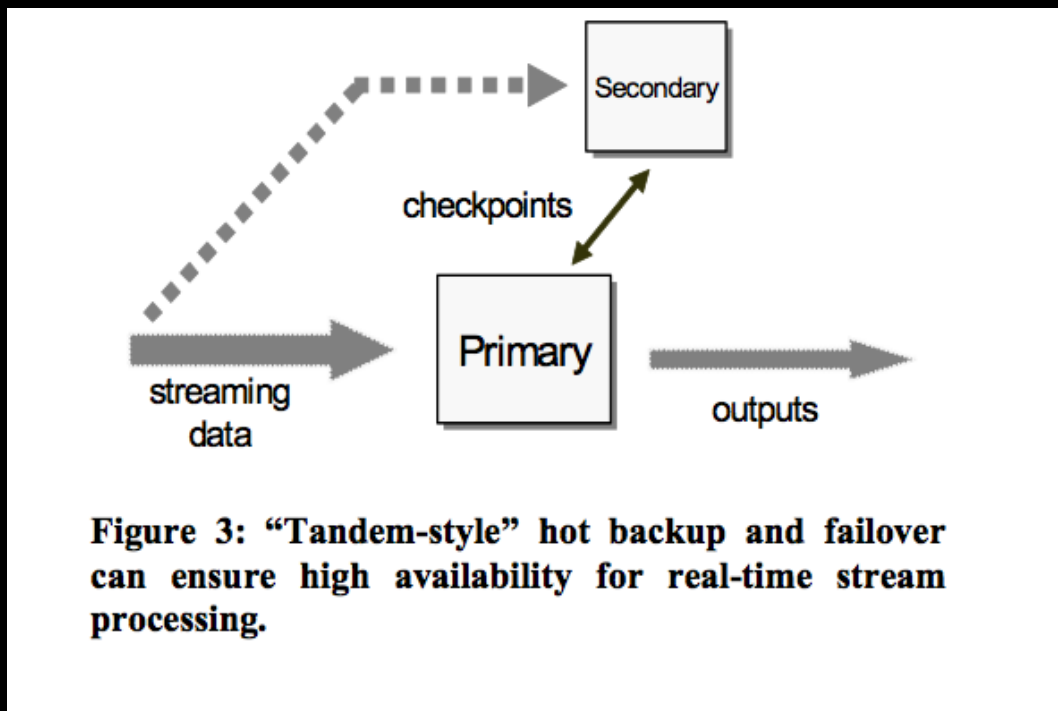 Secondary
checkpoints
Primary
streaming
data
outputs
Figure 3: “Tandem-style” hot backup and failover
can ensure high availability for real-time stream
processing.